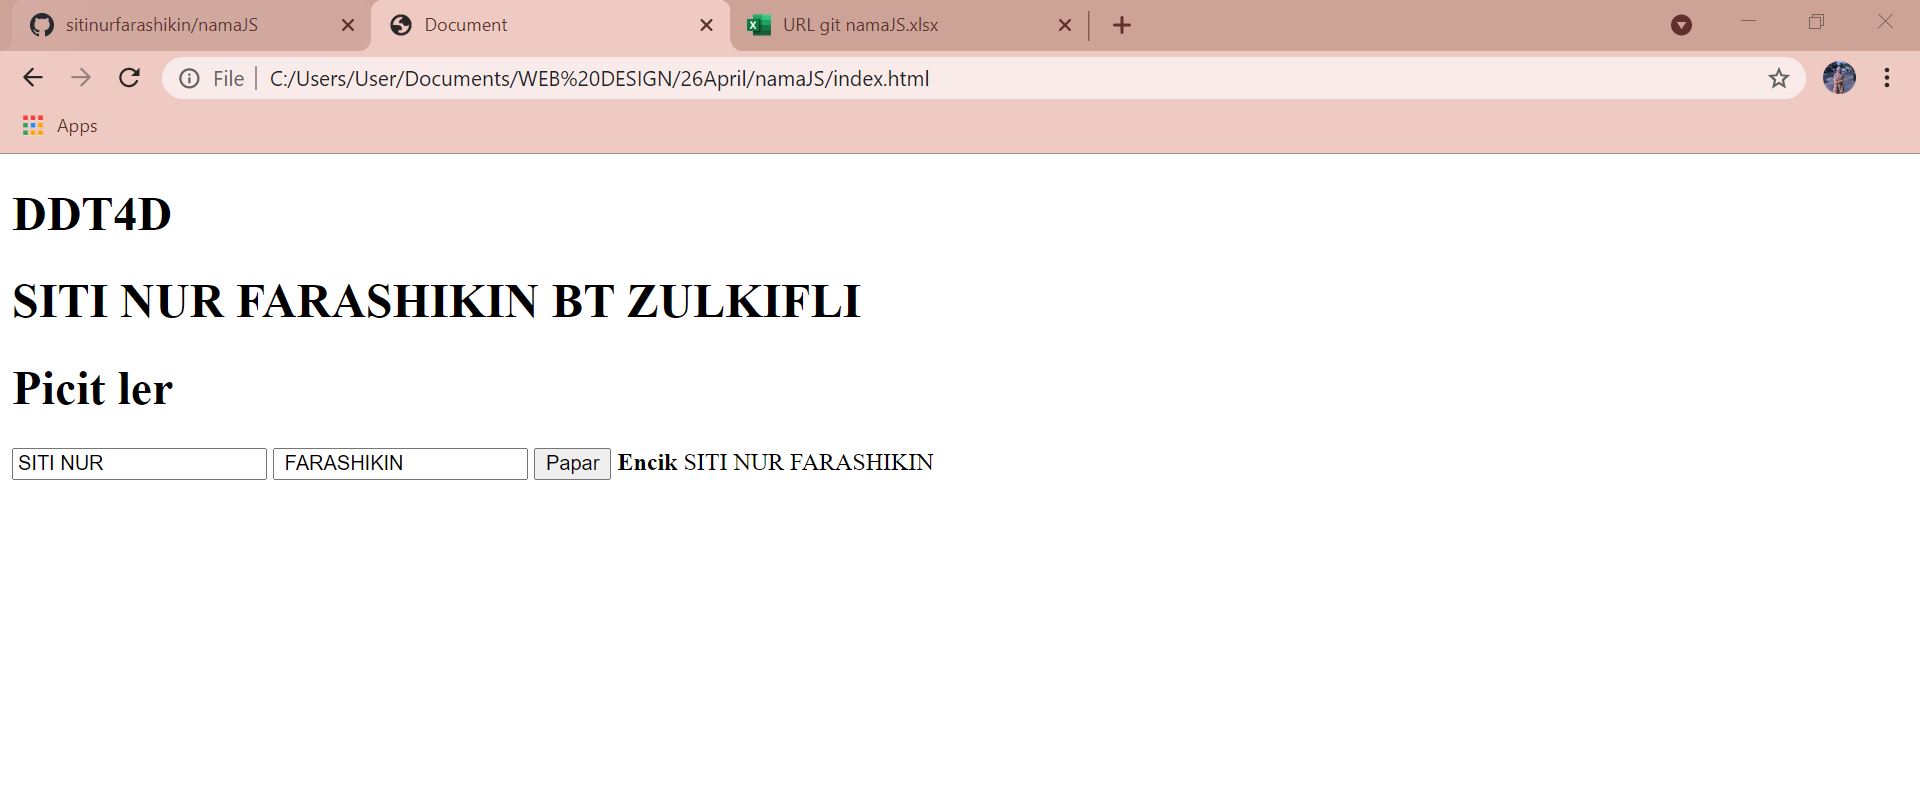 sitinurfarashikin/namaJS
Document
URL git namaJS.xlsx
File
C:/Users/User/Documents/WEB%20DESIGN/26April/namaJS/index.html
Apps
DDT4D
SITI NUR FARASHIKIN BT ZULKIFLI
Picit ler
SITI NUR FARASHIKIN Papar Encik SITI NUR FARASHIKIN